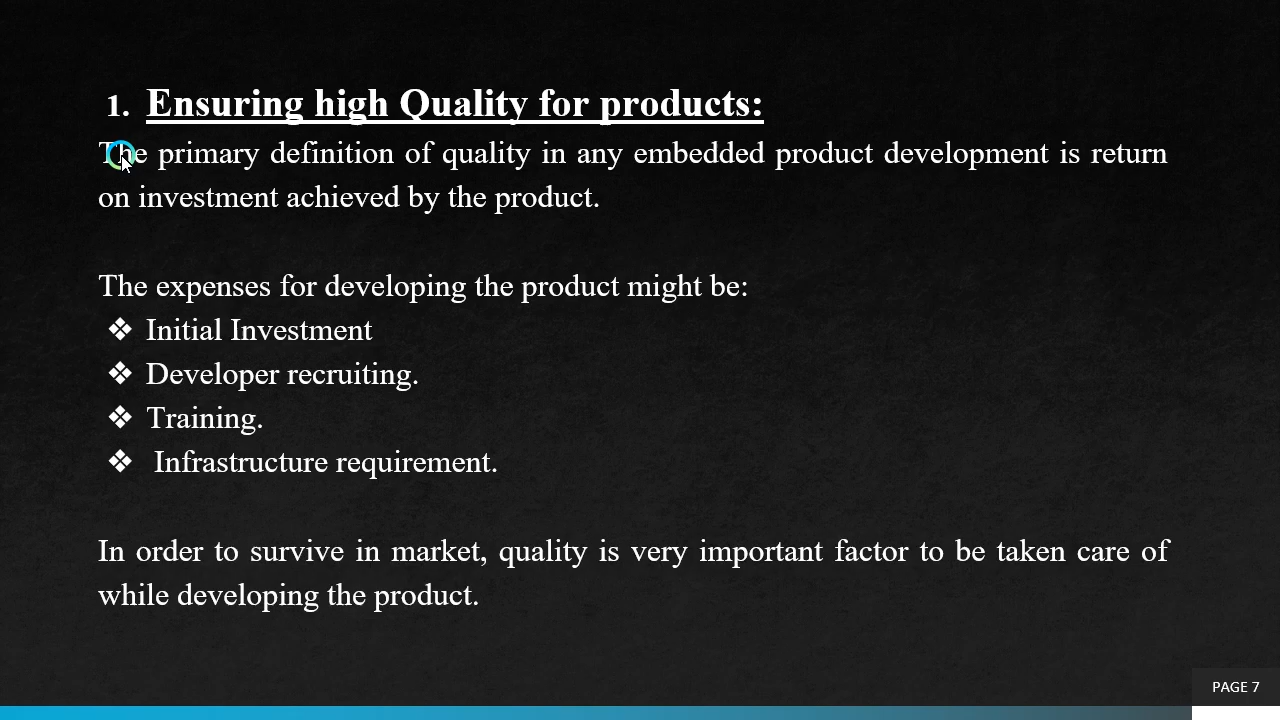 1. Ensuring high Quality for products:
The primary definition of quality in any embedded product development is return
on investment achieved by the product.
The expenses for developing the product might be:
❖ Initial Investment
❖ Developer recruiting.
❖ Training.
❖ Infrastructure requirement.
In order to survive in market, quality is very important factor to be taken care of
while developing the product.
PAGE 7